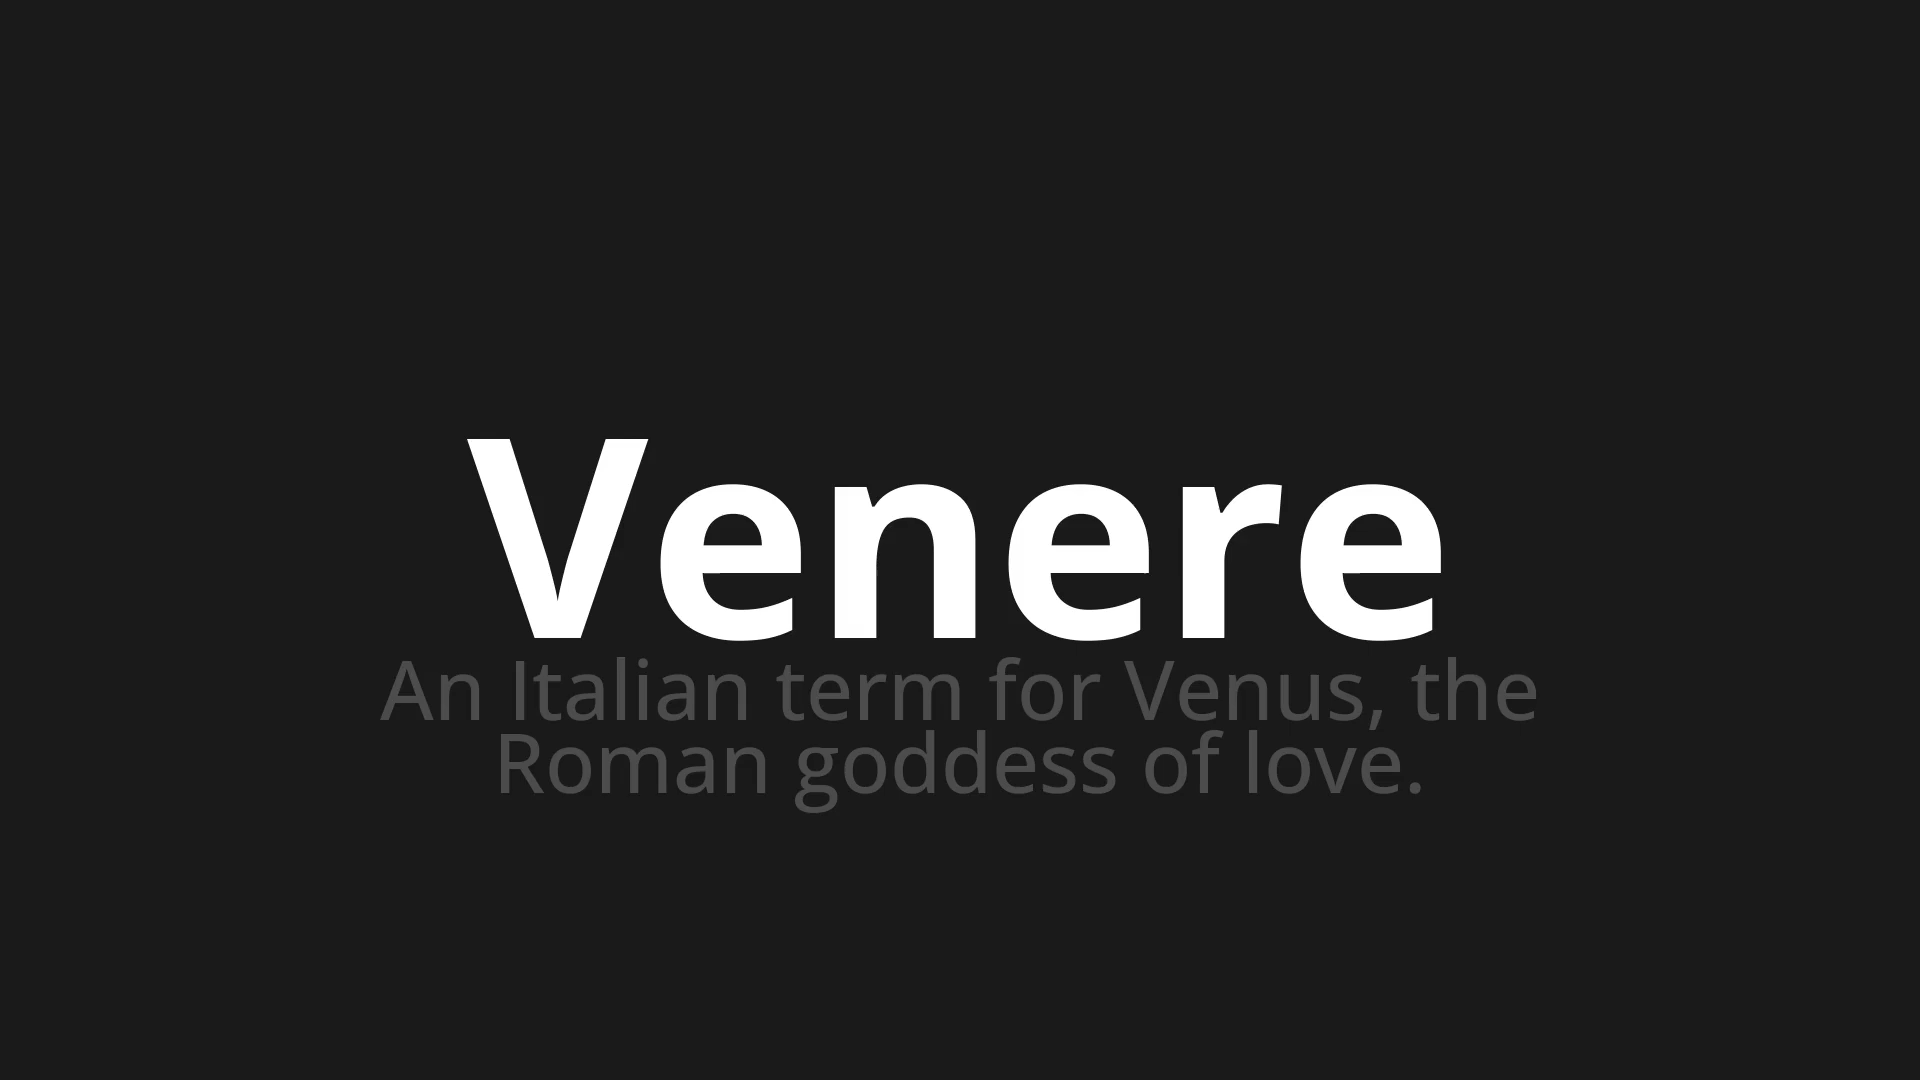 Venere
An Italian term for Venus, the
Roman goddess of love.